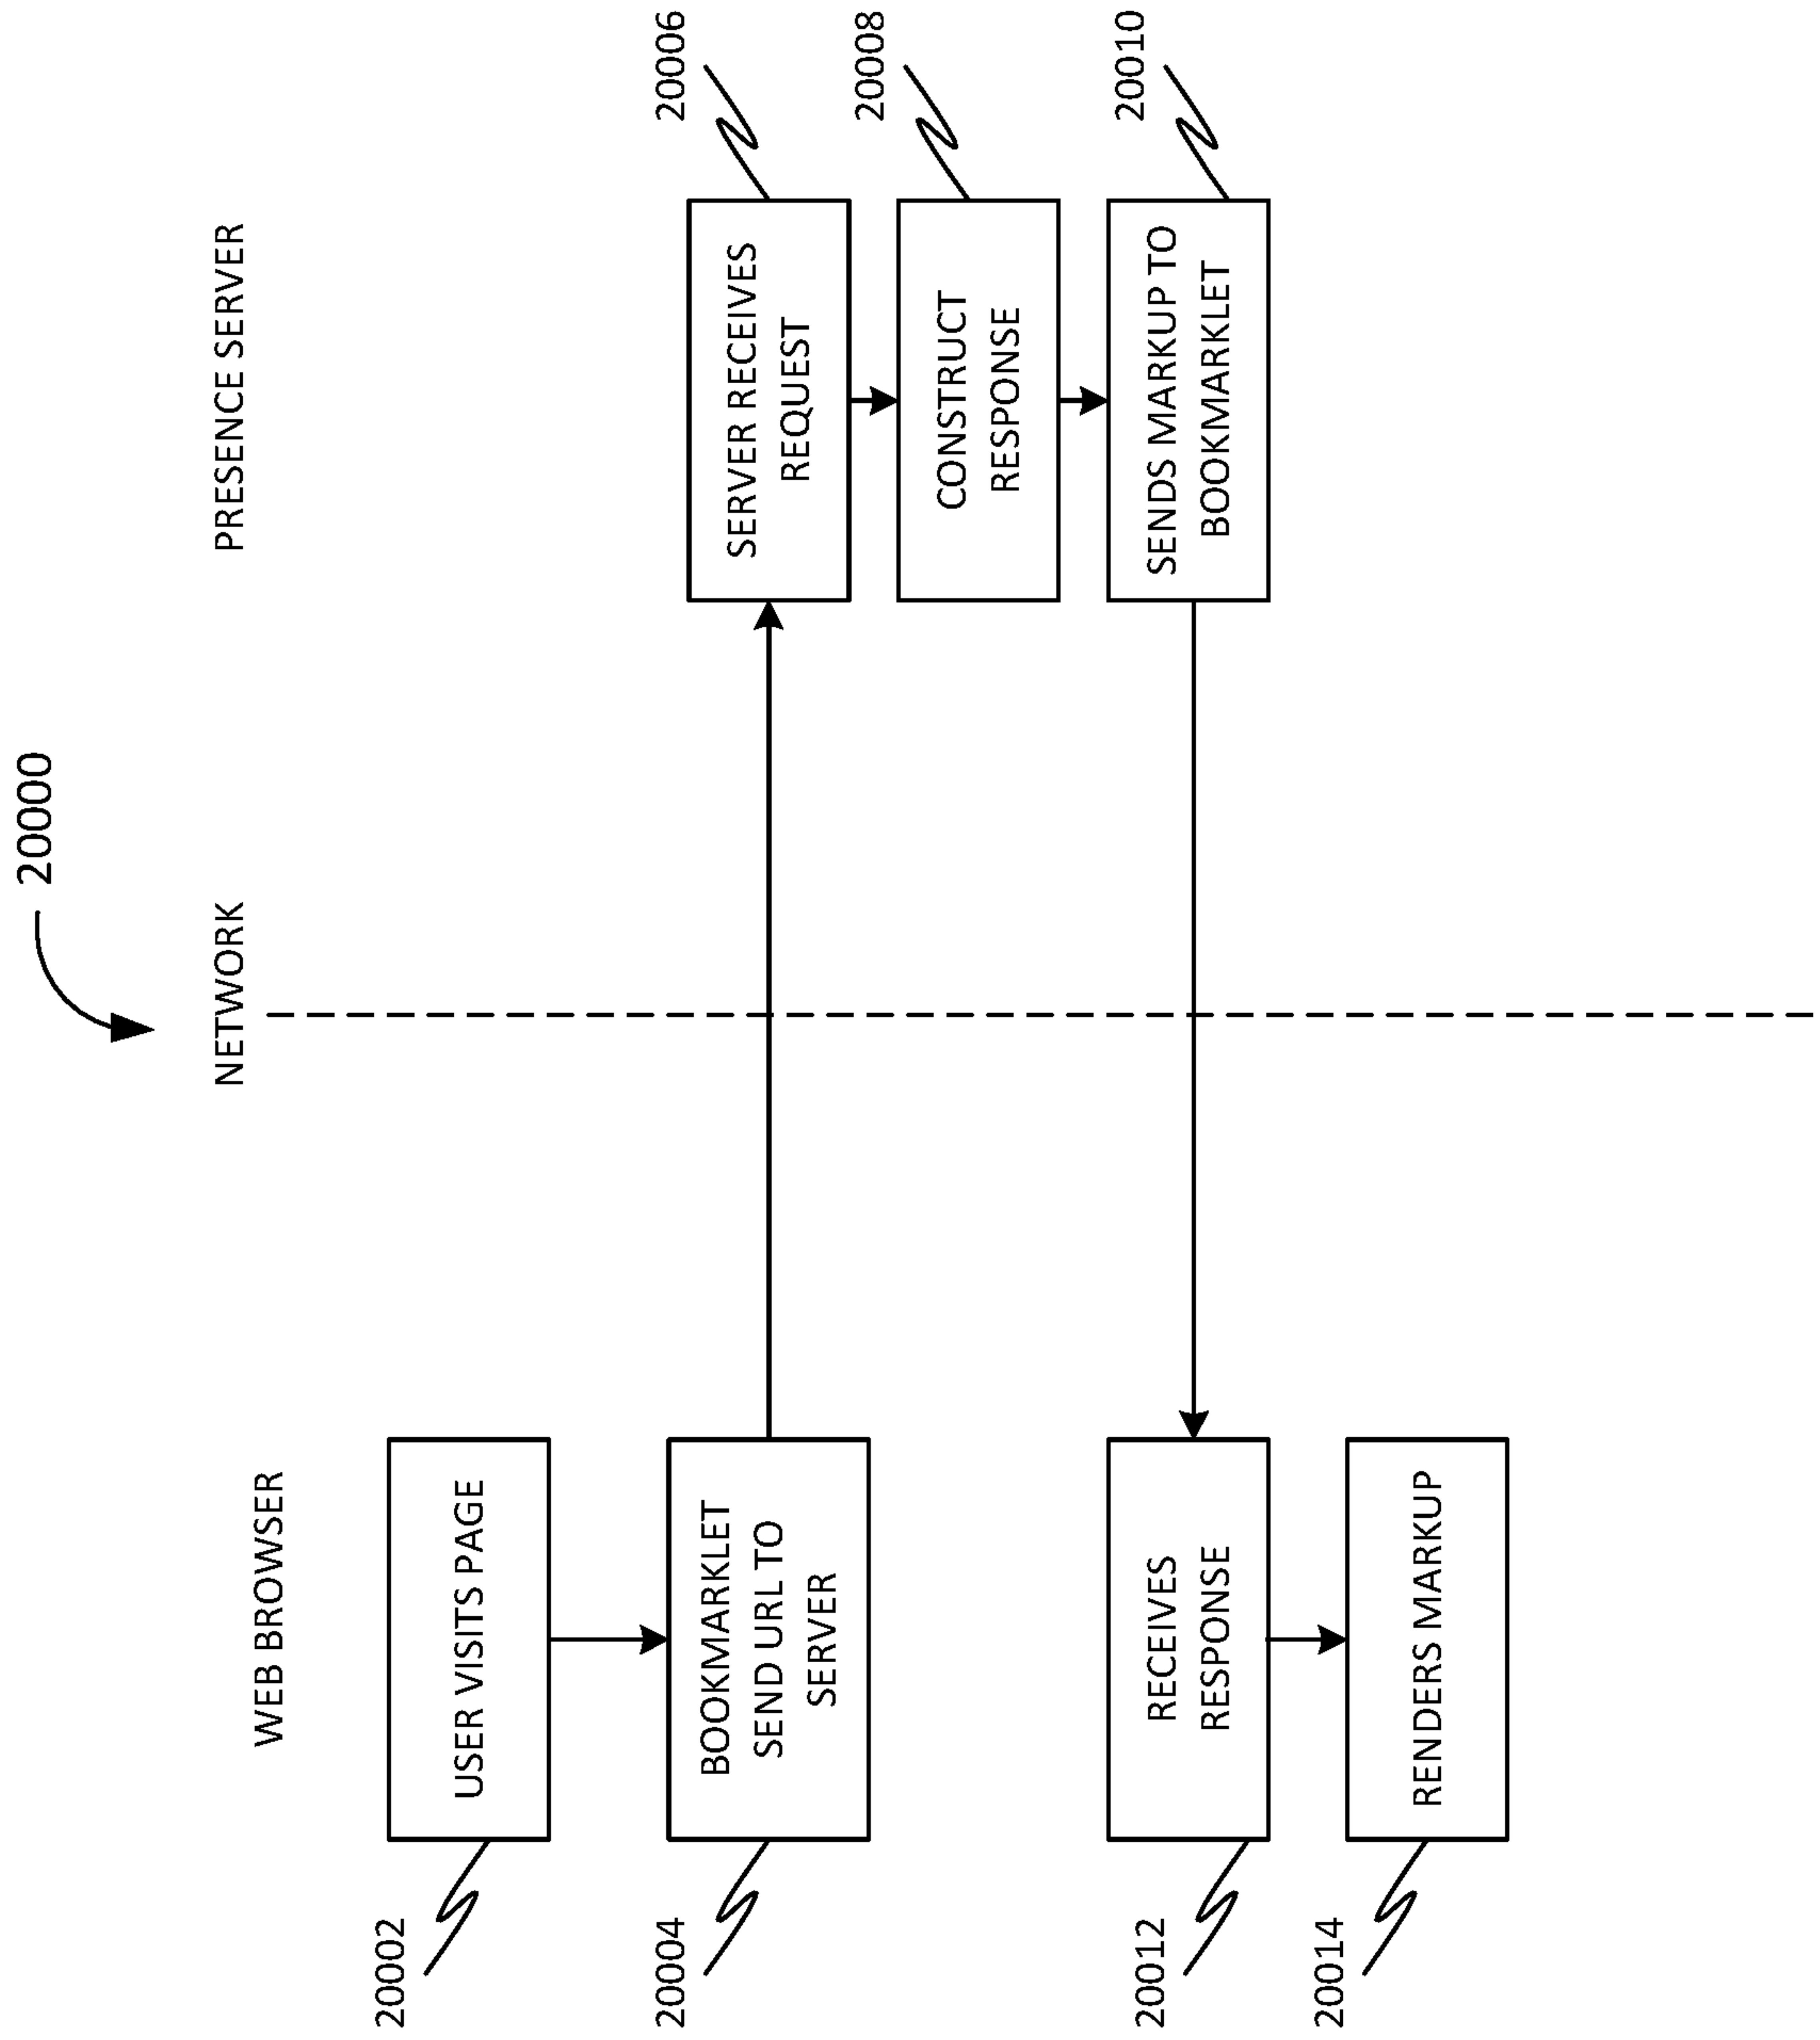 20000
WEB BROWSER
NETWORK
PRESENCE SERVER
20002
USER VISITS PAGE
20004
BOOKMARKLET
SEND URL TO
SERVER
SERVER RECEIVES
REQUEST
20006
CONSTRUCT
RESPONSE
20008
SENDS MARKUP TO
BOOKMARKLET
20010
20012
RECEIVES
RESPONSE
20014
RENDERS MARKUP